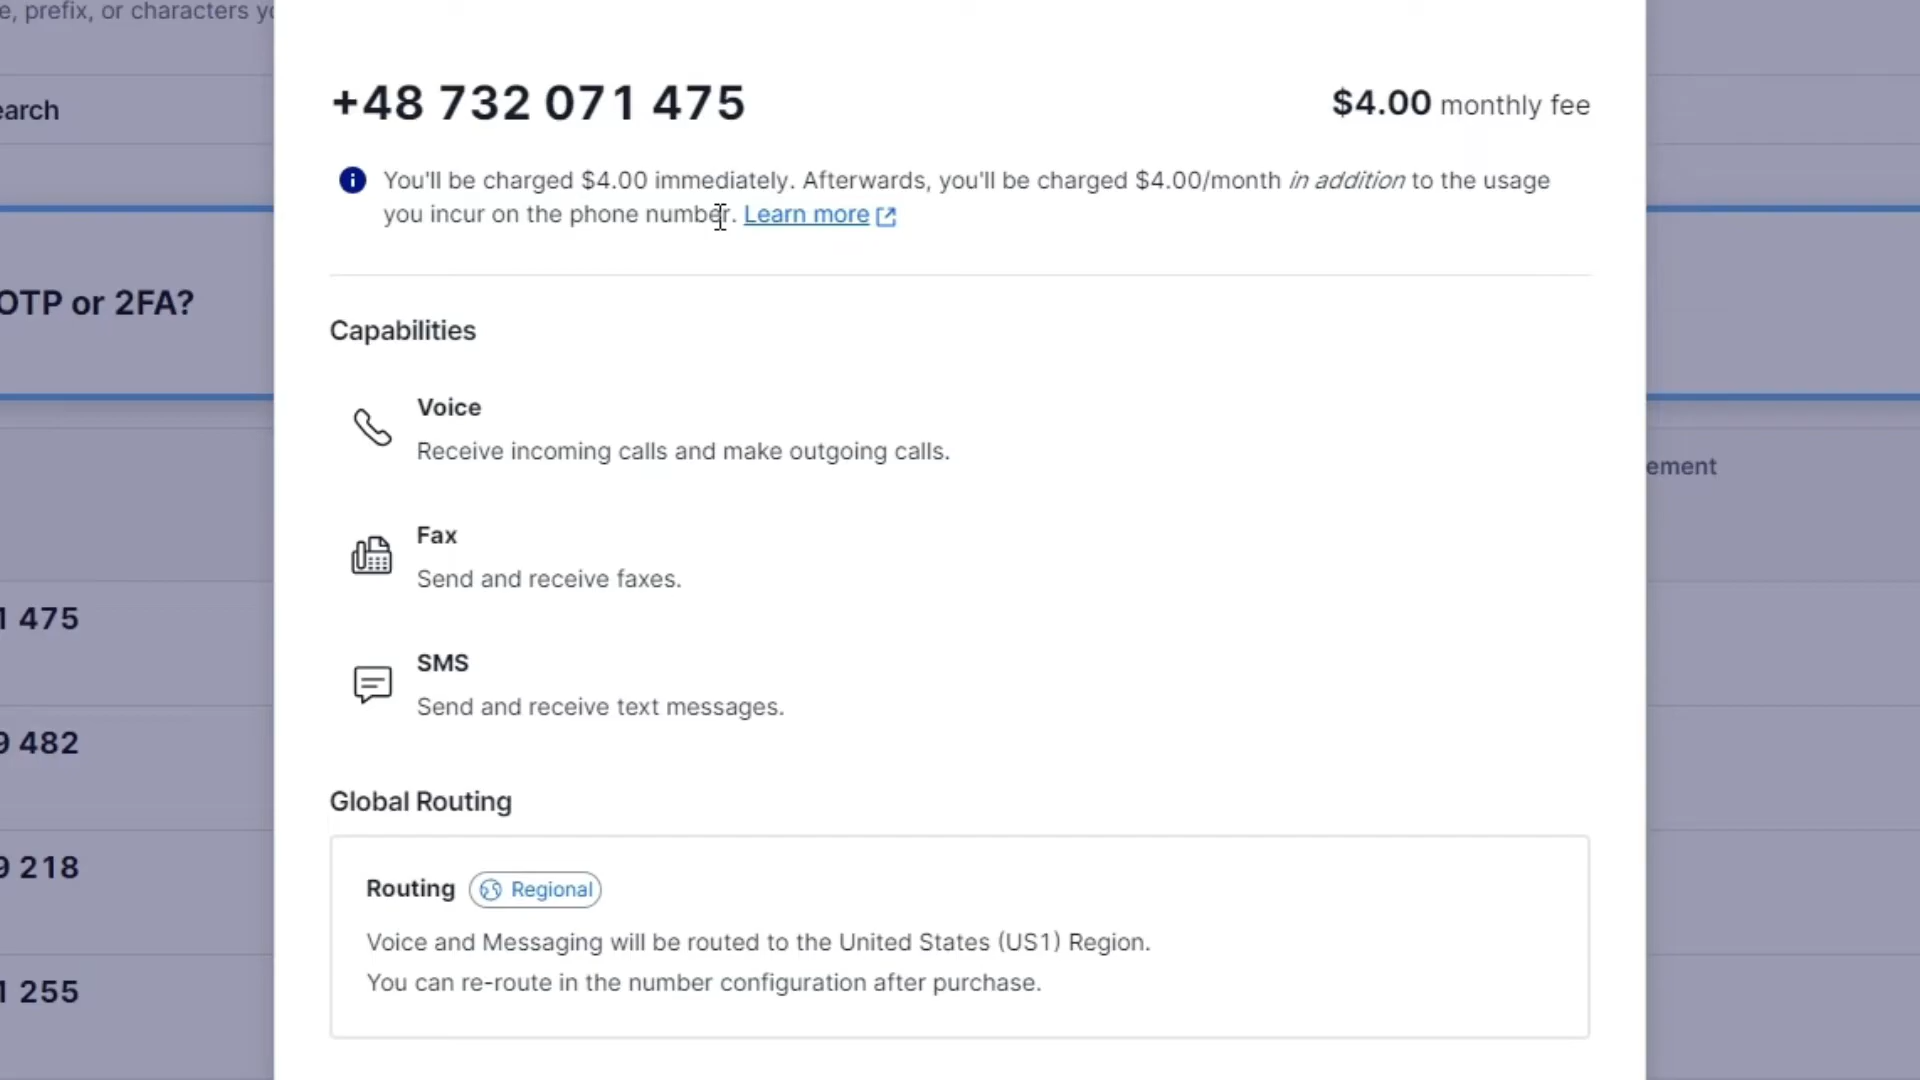 e, prefix, or characters yo
earch
+48 732 071 475
$4.00 monthly fee
You'll be charged $4.00 immediately. Afterwards, you'll be charged $4.00/month in addition to the usage
you incur on the phone number. Learn more
OTP or 2FA?
Capabilities
Voice
Receive incoming calls and make outgoing calls.
ement
Fax
Send and receive faxes.
1 475
SMS
Send and receive text messages.
9 482
Global Routing
9 218
Routing Regional
Voice and Messaging will be routed to the United States (US1) Region.
You can re-route in the number configuration after purchase.
1 255